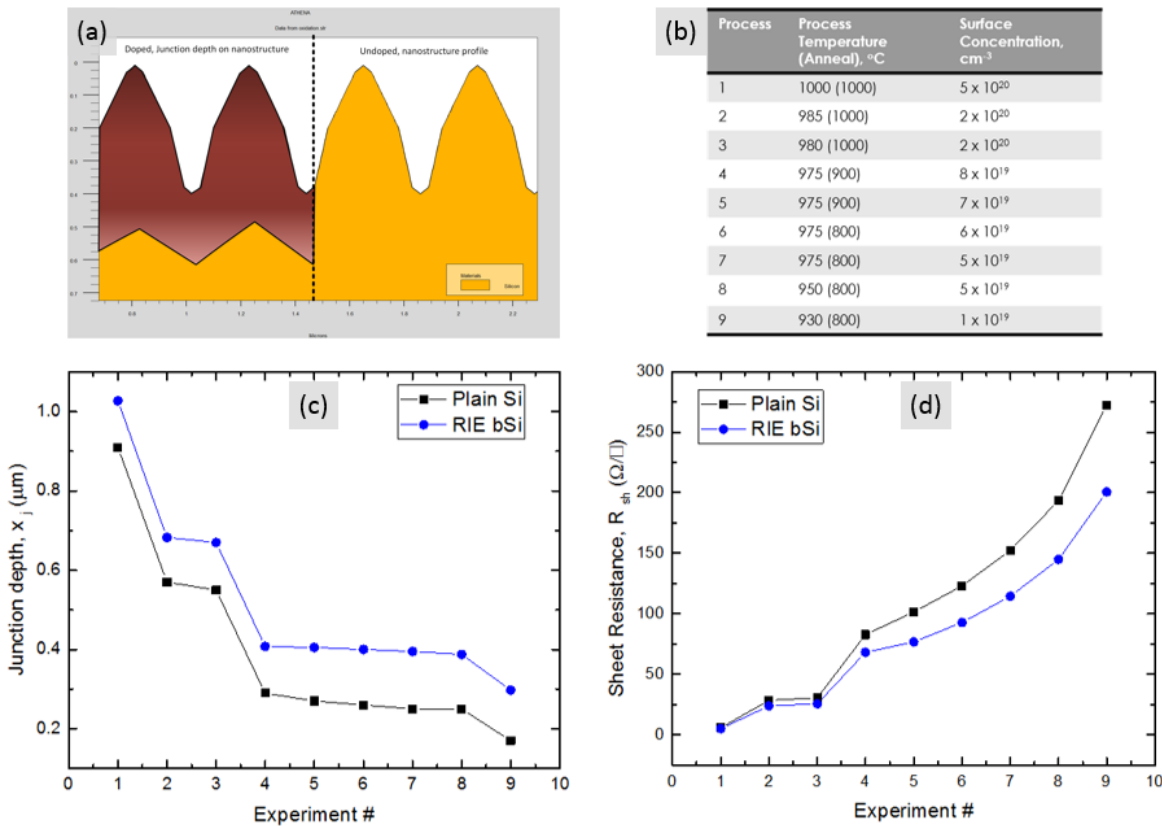 (a)
ATHENA
Data from oxidation.str
Doped, Junction depth on nanostructure
Undoped, nanostructure profile
0
0.1
0.2
0.3
0.4
0.5
0.6
0.7
0.8
1
1.2
1.4
1.6
1.8
2
2.2
Materials
Silicon
Microns
(b)
Process Process Temperature (Anneal), °C Surface Concentration, cm⁻³
1 1000 (1000) 5 x 10²⁰
2 985 (1000) 2 x 10²⁰
3 980 (1000) 2 x 10²⁰
4 975 (900) 8 x 10¹⁹
5 975 (900) 7 x 10¹⁹
6 975 (800) 6 x 10¹⁹
7 975 (800) 5 x 10¹⁹
8 950 (800) 5 x 10¹⁹
9 930 (800) 1 x 10¹⁹
(c)
Plain Si
RIE bSi
Junction depth, x j (μm)
1.0
0.8
0.6
0.4
0.2
0 1 2 3 4 5 6 7 8 9 10
Experiment #
(d)
Plain Si
RIE bSi
Sheet Resistance, R sh (Ω/□)
300
250
200
150
100
50
0
0 1 2 3 4 5 6 7 8 9 10
Experiment #